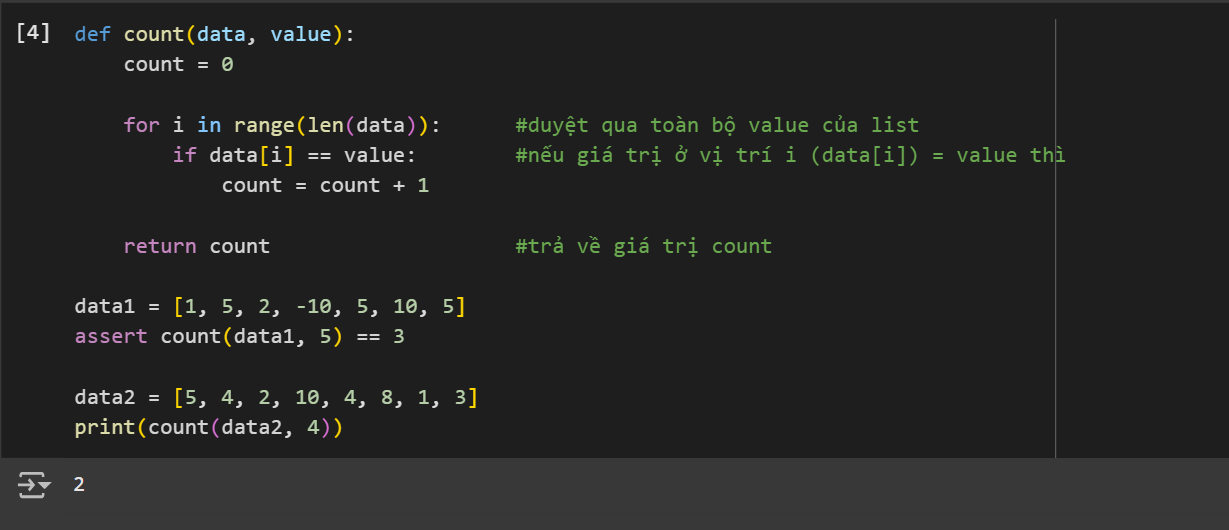 [4] def count(data, value):
count = 0
for i in range(len(data)): #duyệt qua toàn bộ value của list
if data[i] == value: #nếu giá trị ở vị trí i (data[i]) = value thì
count = count + 1
return count #trả về giá trị count
data1 = [1, 5, 2, -10, 5, 10, 5]
assert count(data1, 5) == 3
data2 = [5, 4, 2, 10, 4, 8, 1, 3]
print(count(data2, 4))
2